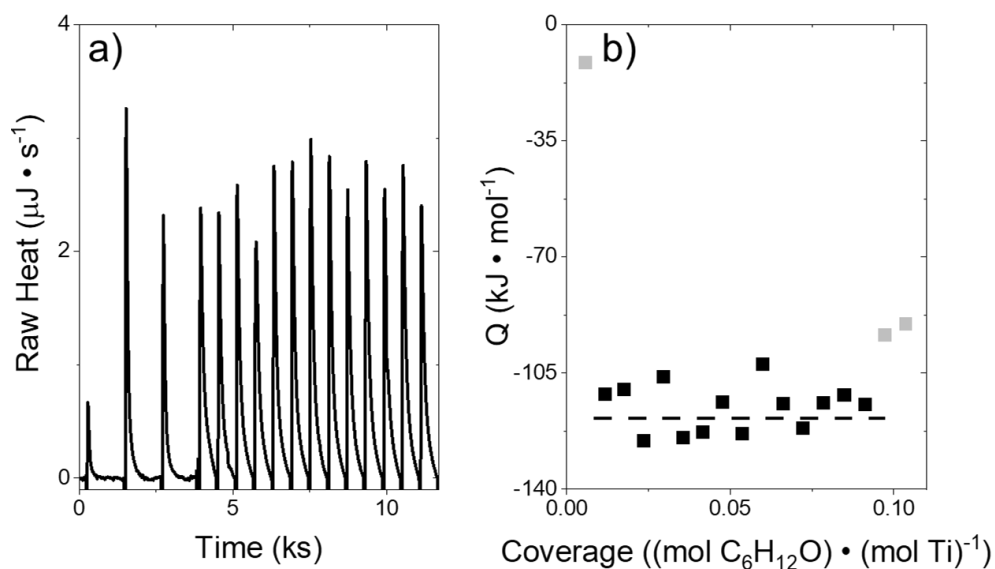 a)
4
2
0
0
5
10
Raw Heat (μJ • s⁻¹)
Time (ks)
b)
0
-35
-70
-105
-140
0.00
0.05
0.10
Q (kJ • mol⁻¹)
Coverage ((mol C₆H₁₂O) • (mol Ti)⁻¹)